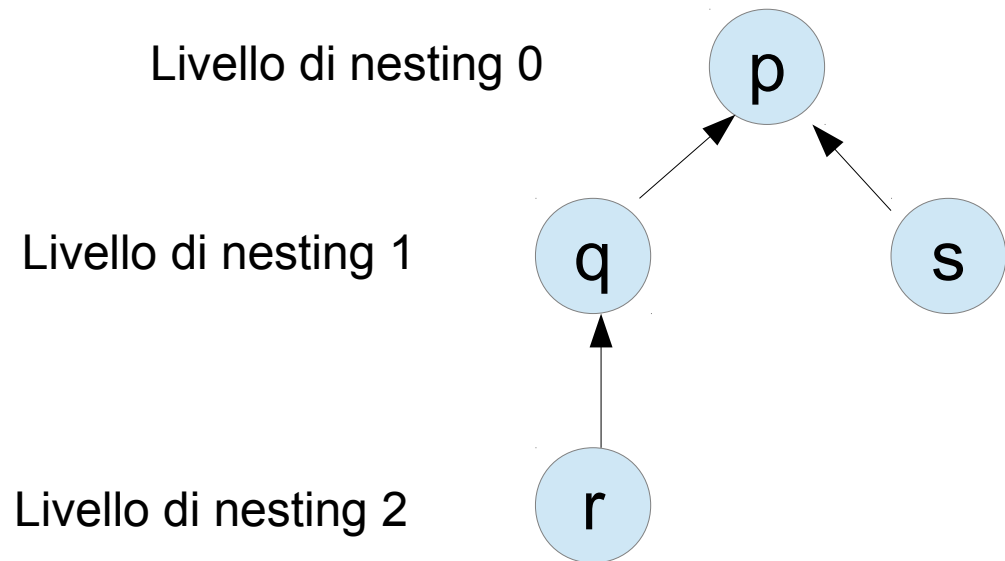 Livello di nesting 0
p
Livello di nesting 1
q
s
Livello di nesting 2
r